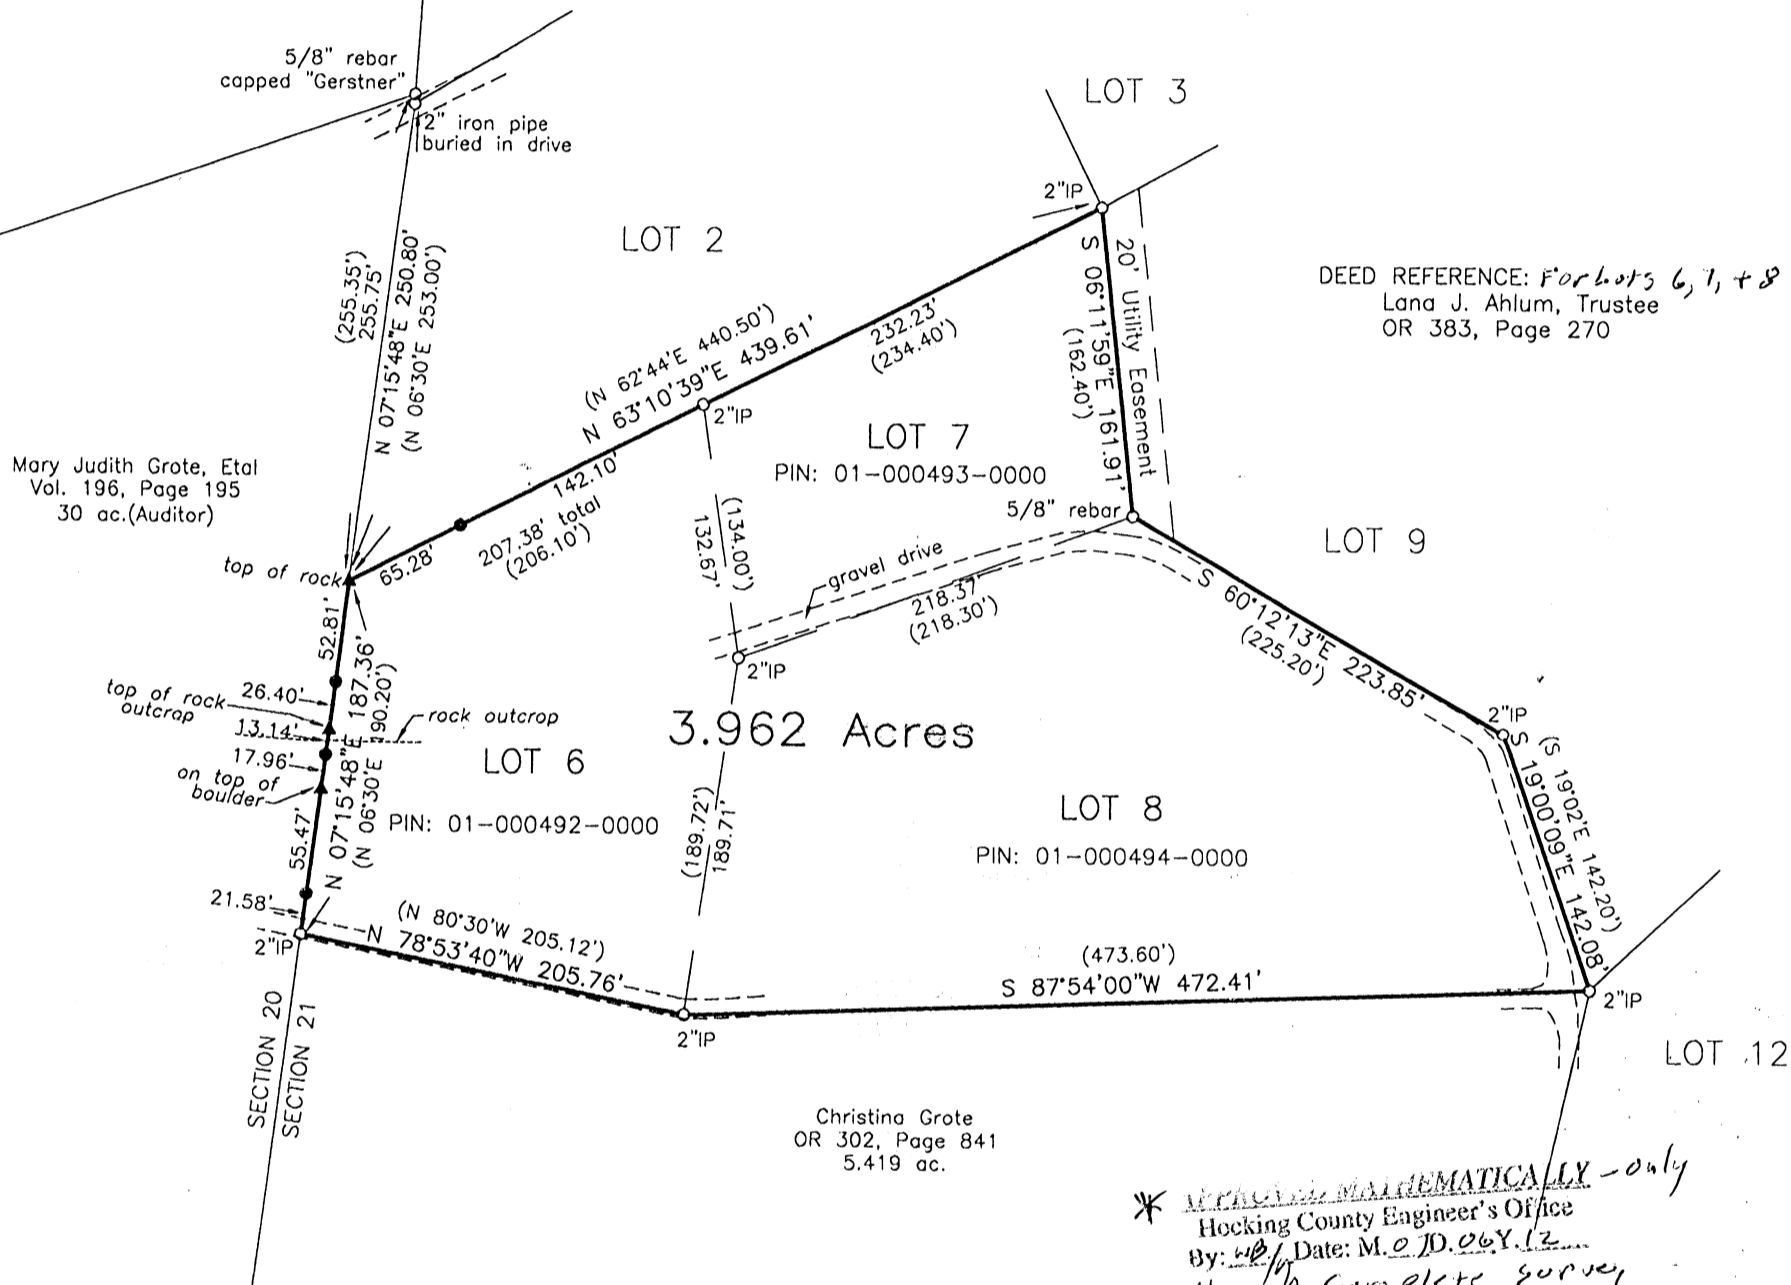 5/8" rebar
capped "Gerstner"
2" iron pipe
buried in drive
LOT 3
2"IP
LOT 2
20' Utility Easement
S 06°11'59"E 161.91'
(162.40')
DEED REFERENCE: For Lots 6, 7, + 8
Lana J. Ahlum, Trustee
OR 383, Page 270
(255.35')
255.75'
N 07°15'48"E 250.80'
(N 06°30'E 253.00')
(N 62°44'E 440.50')
N 63°10'39"E 439.61'
232.23'
(234.40')
2"IP
LOT 7
PIN: 01-000493-0000
Mary Judith Grote, Etal
Vol. 196, Page 195
30 ac.(Auditor)
142.10'
207.38' total
(206.10')
65.28'
(134.00')
132.67'
5/8" rebar
gravel drive
218.37'
(218.30')
LOT 9
top of rock
S 60°12'13"E 223.85'
(225.20')
2"IP
52.81'
26.40'
top of rock
outcrop
13.14'
17.96'
on top of
boulder
55.47'
21.58'
N 07°15'48"E 187.36'
(N 06°30'E 190.20')
rock outcrop
3.962 Acres
LOT 6
PIN: 01-000492-0000
(189.72')
189.71'
LOT 8
PIN: 01-000494-0000
2"IP
(S 19°02'E 142.20')
S 19°00'09"E 142.08'
2"IP
(N 80°30'W 205.12')
N 78°53'40"W 205.76'
(473.60')
S 87°54'00"W 472.41'
2"IP
2"IP
SECTION 20
SECTION 21
LOT 12
Christina Grote
OR 302, Page 841
5.419 ac.
* APPROVED MATHEMATICALLY - only
Hocking County Engineer's Office
By: Date: M.07D.06Y.12
complete survey